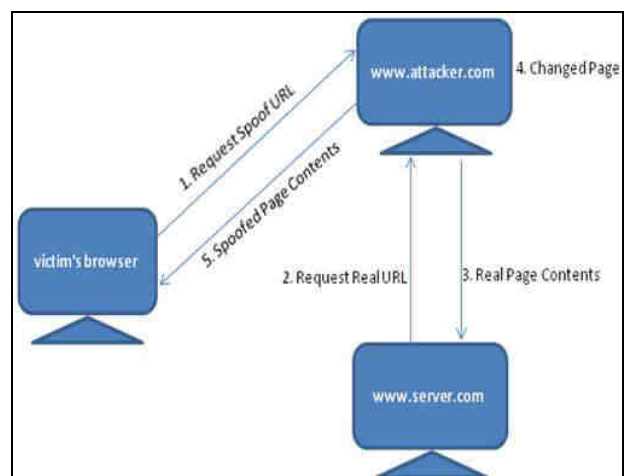 www.attacker.com
4. Changed Page
1. Request Spoof URL
5. Spoofed Page Contents
victim's browser
2. Request Real URL
3. Real Page Contents
www.server.com